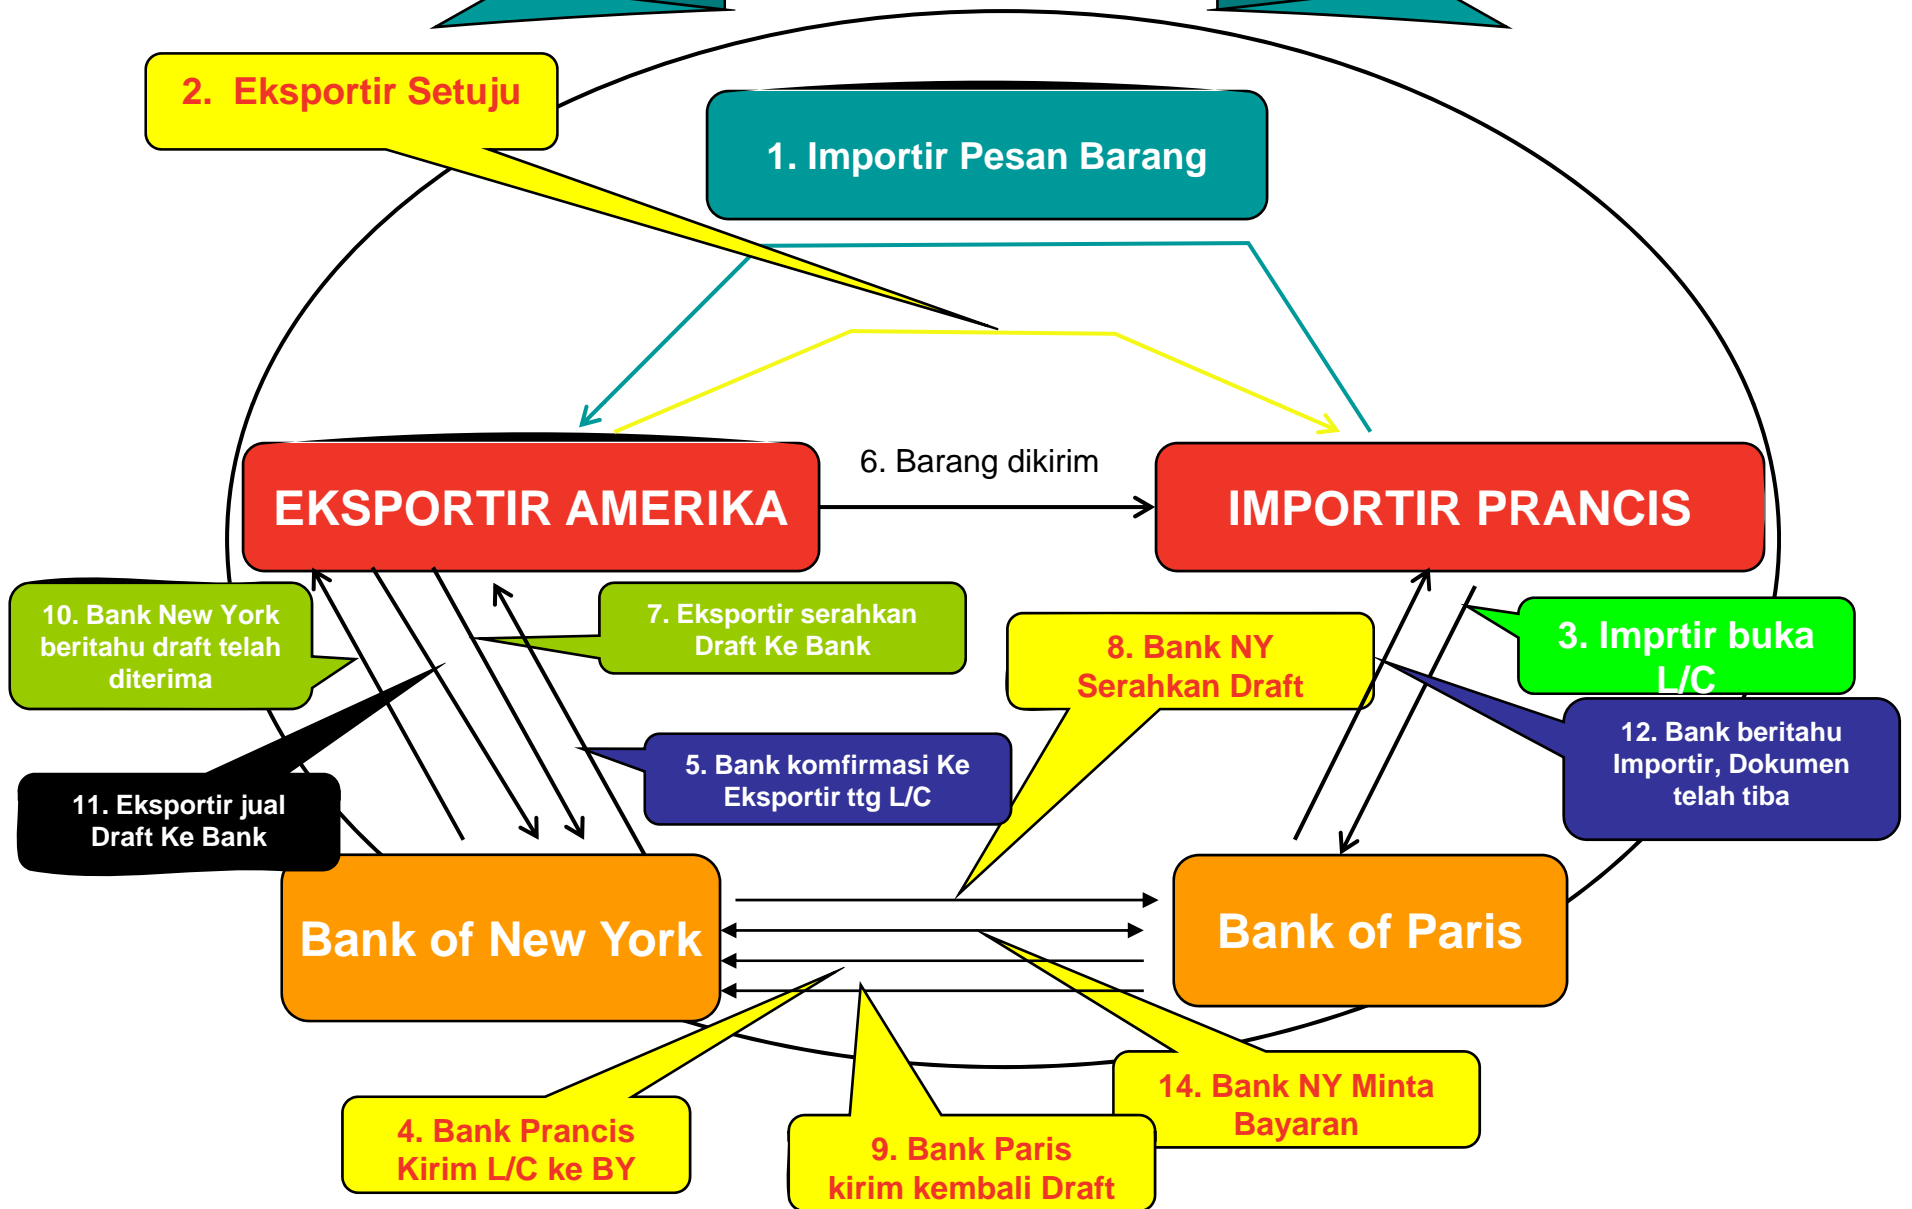 2. Eksportir Setuju
1. Importir Pesan Barang
6. Barang dikirim
EKSPORTIR AMERIKA
IMPORTIR PRANCIS
10. Bank New York
beritahu draft telah
diterima
7. Eksportir serahkan
Draft Ke Bank
8. Bank NY
Serahkan Draft
3. Imprtir buka
L/C
5. Bank komfirmasi Ke
Eksportir ttg L/C
12. Bank beritahu
Importir, Dokumen
telah tiba
11. Eksportir jual
Draft Ke Bank
Bank of New York
Bank of Paris
4. Bank Prancis
Kirim L/C ke BY
9. Bank Paris
kirim kembali Draft
14. Bank NY Minta
Bayaran